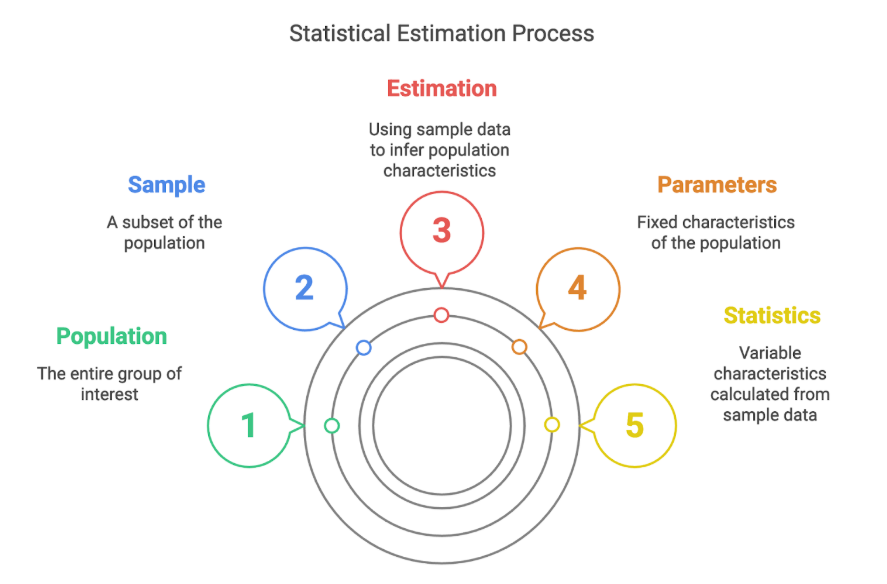 Statistical Estimation Process
Estimation
Using sample data
to infer population
characteristics
Sample
A subset of the
population
Parameters
Fixed characteristics
of the population
3
2
4
Population
The entire group of
interest
Statistics
Variable
characteristics
calculated from
sample data
1
5